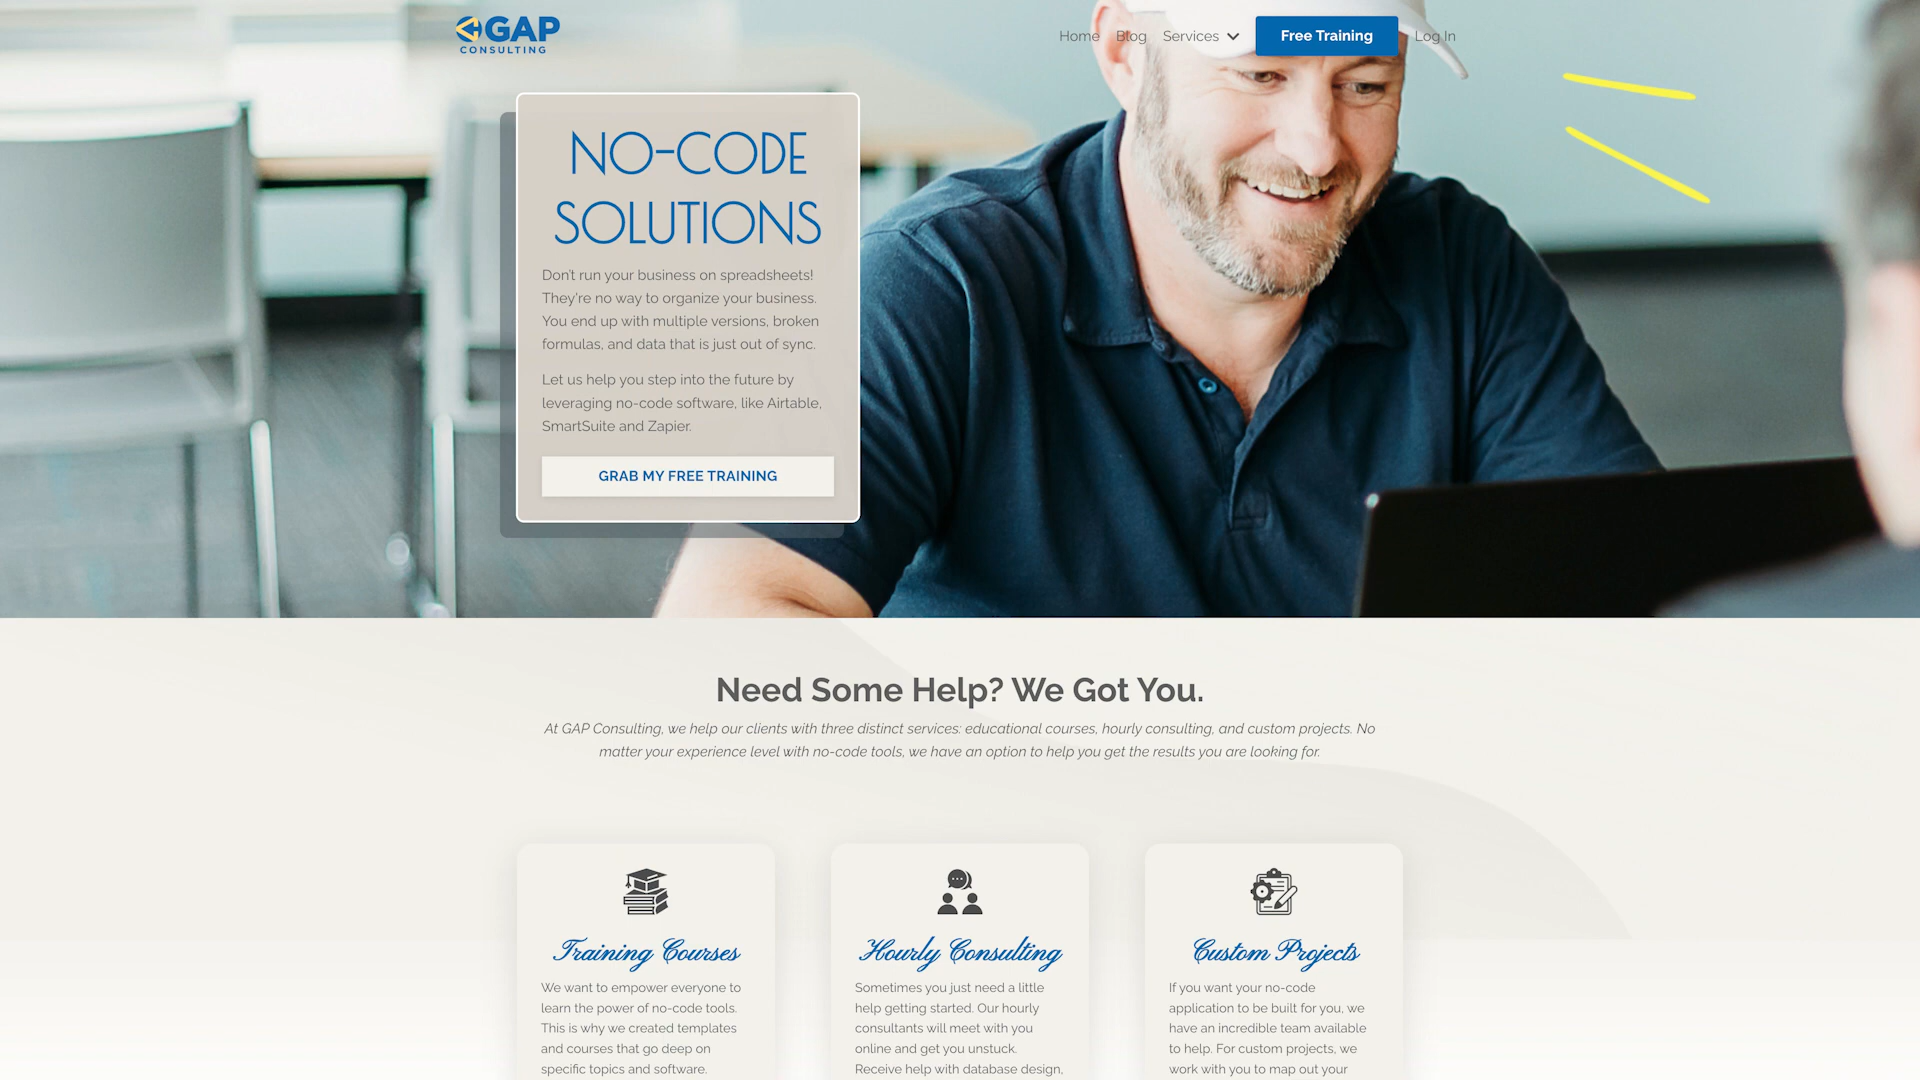 GAP
CONSULTING
Home Blog Services Free Training Log In
NO-CODE
SOLUTIONS
Don't run your business on spreadsheets!
They're no way to organize your business.
You end up with multiple versions, broken
formulas, and data that is just out of sync.
Let us help you step into the future by
leveraging no-code software, like Airtable,
SmartSuite and Zapier.
GRAB MY FREE TRAINING
Need Some Help? We Got You.
At GAP Consulting, we help our clients with three distinct services: educational courses, hourly consulting, and custom projects. No
matter your experience level with no-code tools, we have an option to help you get the results you are looking for.
Training Courses
We want to empower everyone to
learn the power of no-code tools.
This is why we created templates
and courses that go deep on
specific topics and software.
Hourly Consulting
Sometimes you just need a little
help getting started. Our hourly
consultants will meet with you
online and get you unstuck.
Receive help with database design,
Custom Projects
If you want your no-code
application to be built for you, we
have an incredible team available
to help. For custom projects, we
work with you to map out your